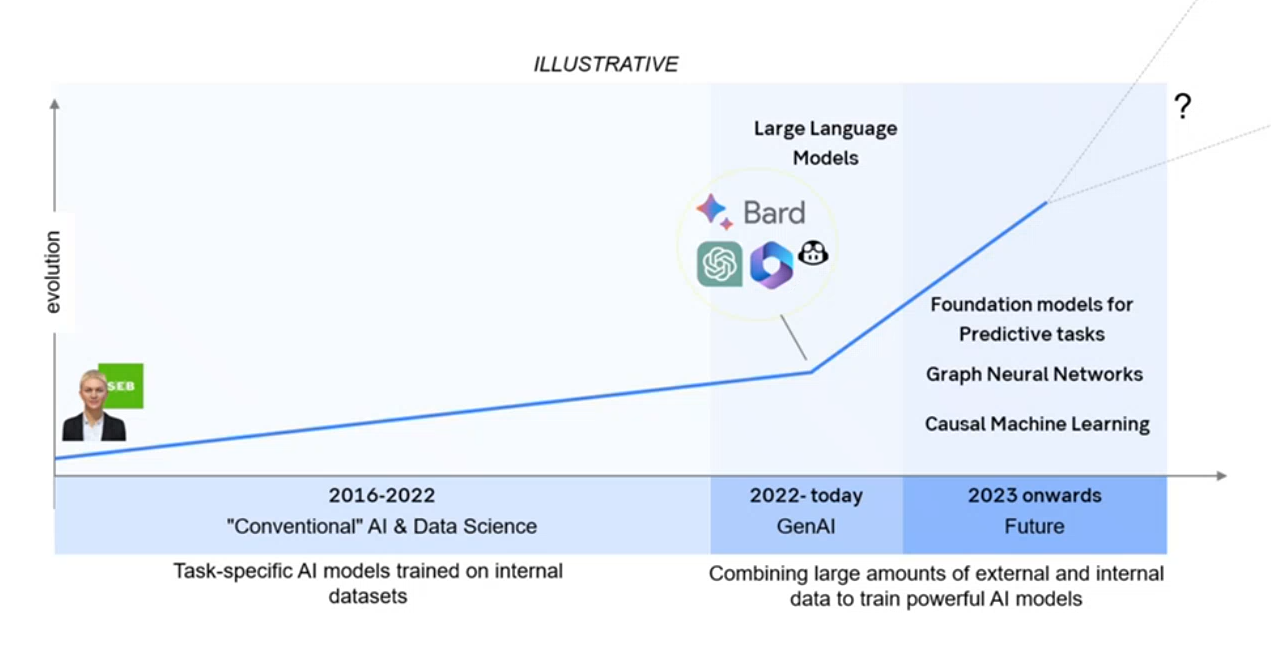 ILLUSTRATIVE
?
Large Language
Models
Bard
evolution
Foundation models for
Predictive tasks
SEB
Graph Neural Networks
Causal Machine Learning
2016-2022
"Conventional" AI & Data Science
2022- today
GenAI
2023 onwards
Future
Task-specific AI models trained on internal
datasets
Combining large amounts of external and internal
data to train powerful AI models